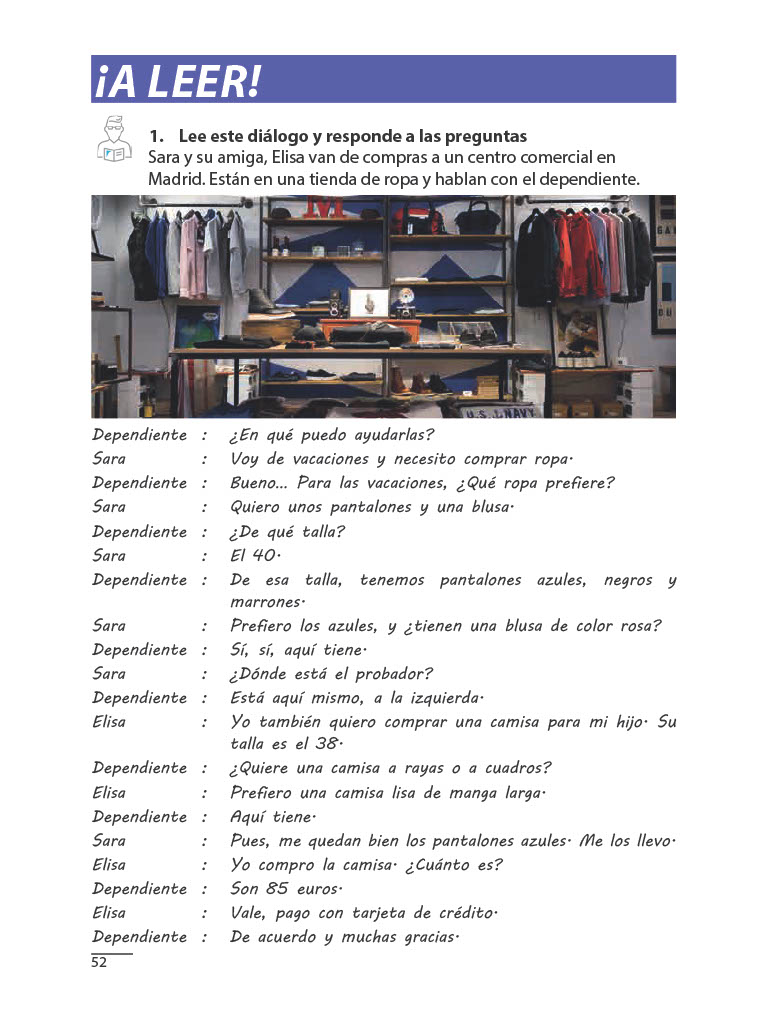 ¡A LEER!
1. Lee este diálogo y responde a las preguntas
Sara y su amiga, Elisa van de compras a un centro comercial en
Madrid. Están en una tienda de ropa y hablan con el dependiente.
M
U.S. NAVY
Dependiente : ¿En qué puedo ayudarlas?
Sara : Voy de vacaciones y necesito comprar ropa.
Dependiente : Bueno... Para las vacaciones, ¿Qué ropa prefiere?
Sara : Quiero unos pantalones y una blusa.
Dependiente : ¿De qué talla?
Sara : El 40.
Dependiente : De esa talla, tenemos pantalones azules, negros y
marrones.
Sara : Prefiero los azules, y ¿tienen una blusa de color rosa?
Dependiente : Sí, sí, aquí tiene.
Sara : ¿Dónde está el probador?
Dependiente : Está aquí mismo, a la izquierda.
Elisa : Yo también quiero comprar una camisa para mi hijo. Su
talla es el 38.
Dependiente : ¿Quiere una camisa a rayas o a cuadros?
Elisa : Prefiero una camisa lisa de manga larga.
Dependiente : Aquí tiene.
Sara : Pues, me quedan bien los pantalones azules. Me los llevo.
Elisa : Yo compro la camisa. ¿Cuánto es?
Dependiente : Son 85 euros.
Elisa : Vale, pago con tarjeta de crédito.
Dependiente : De acuerdo y muchas gracias.
52